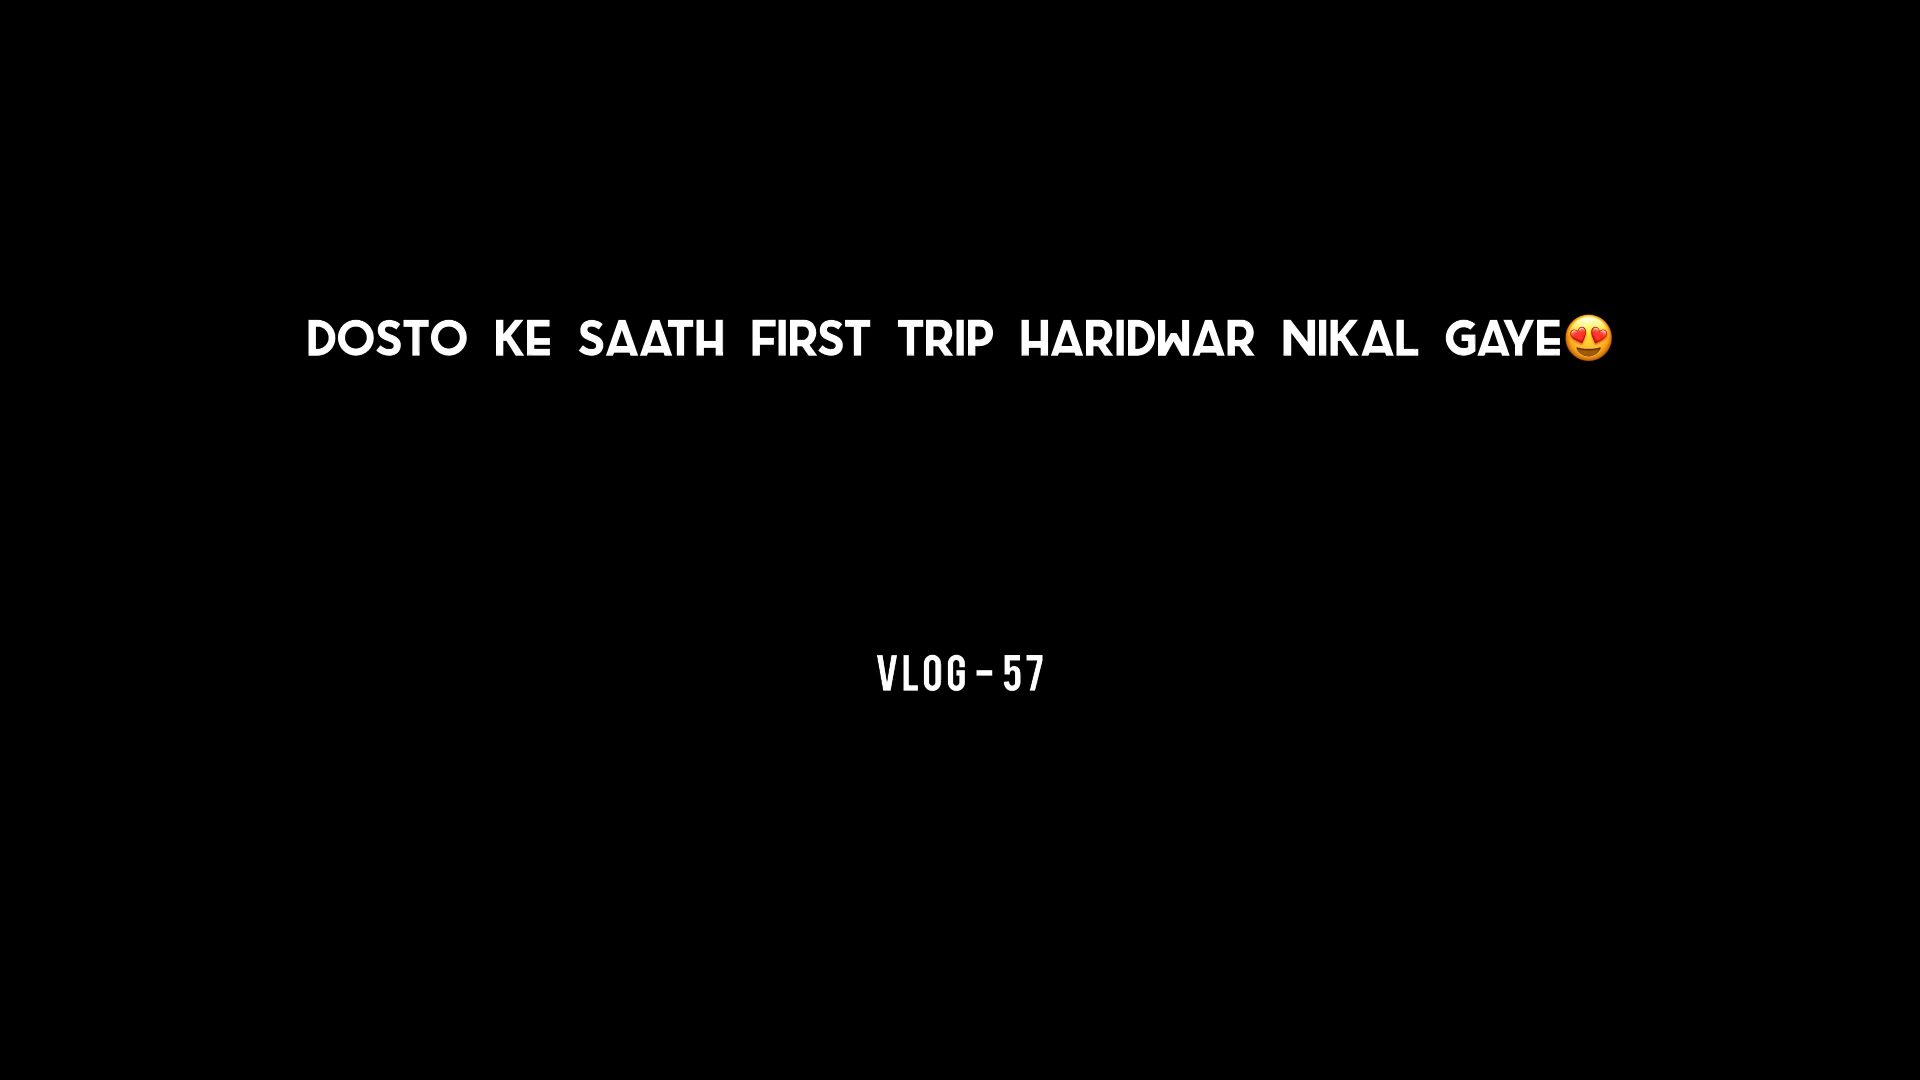 DOSTO KE SAATH FIRST TRIP HARIDWAR NIKAL GAYE😍
VLOG - 57